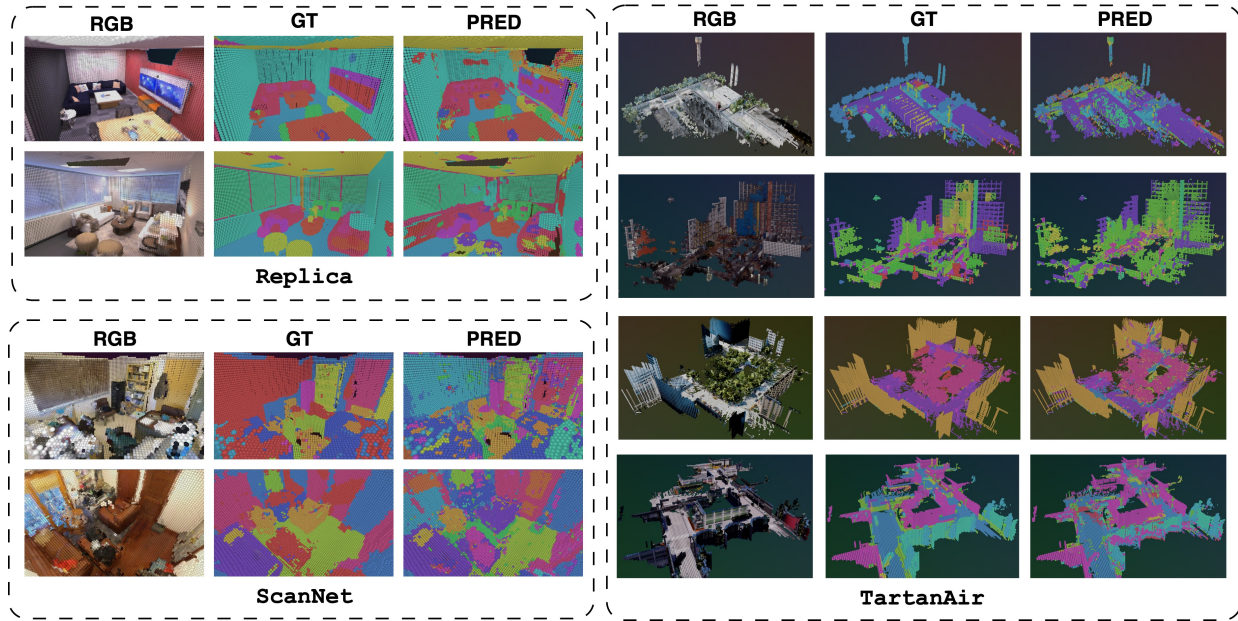 RGB GT PRED
Replica
RGB GT PRED
ScanNet
RGB GT PRED
TartanAir